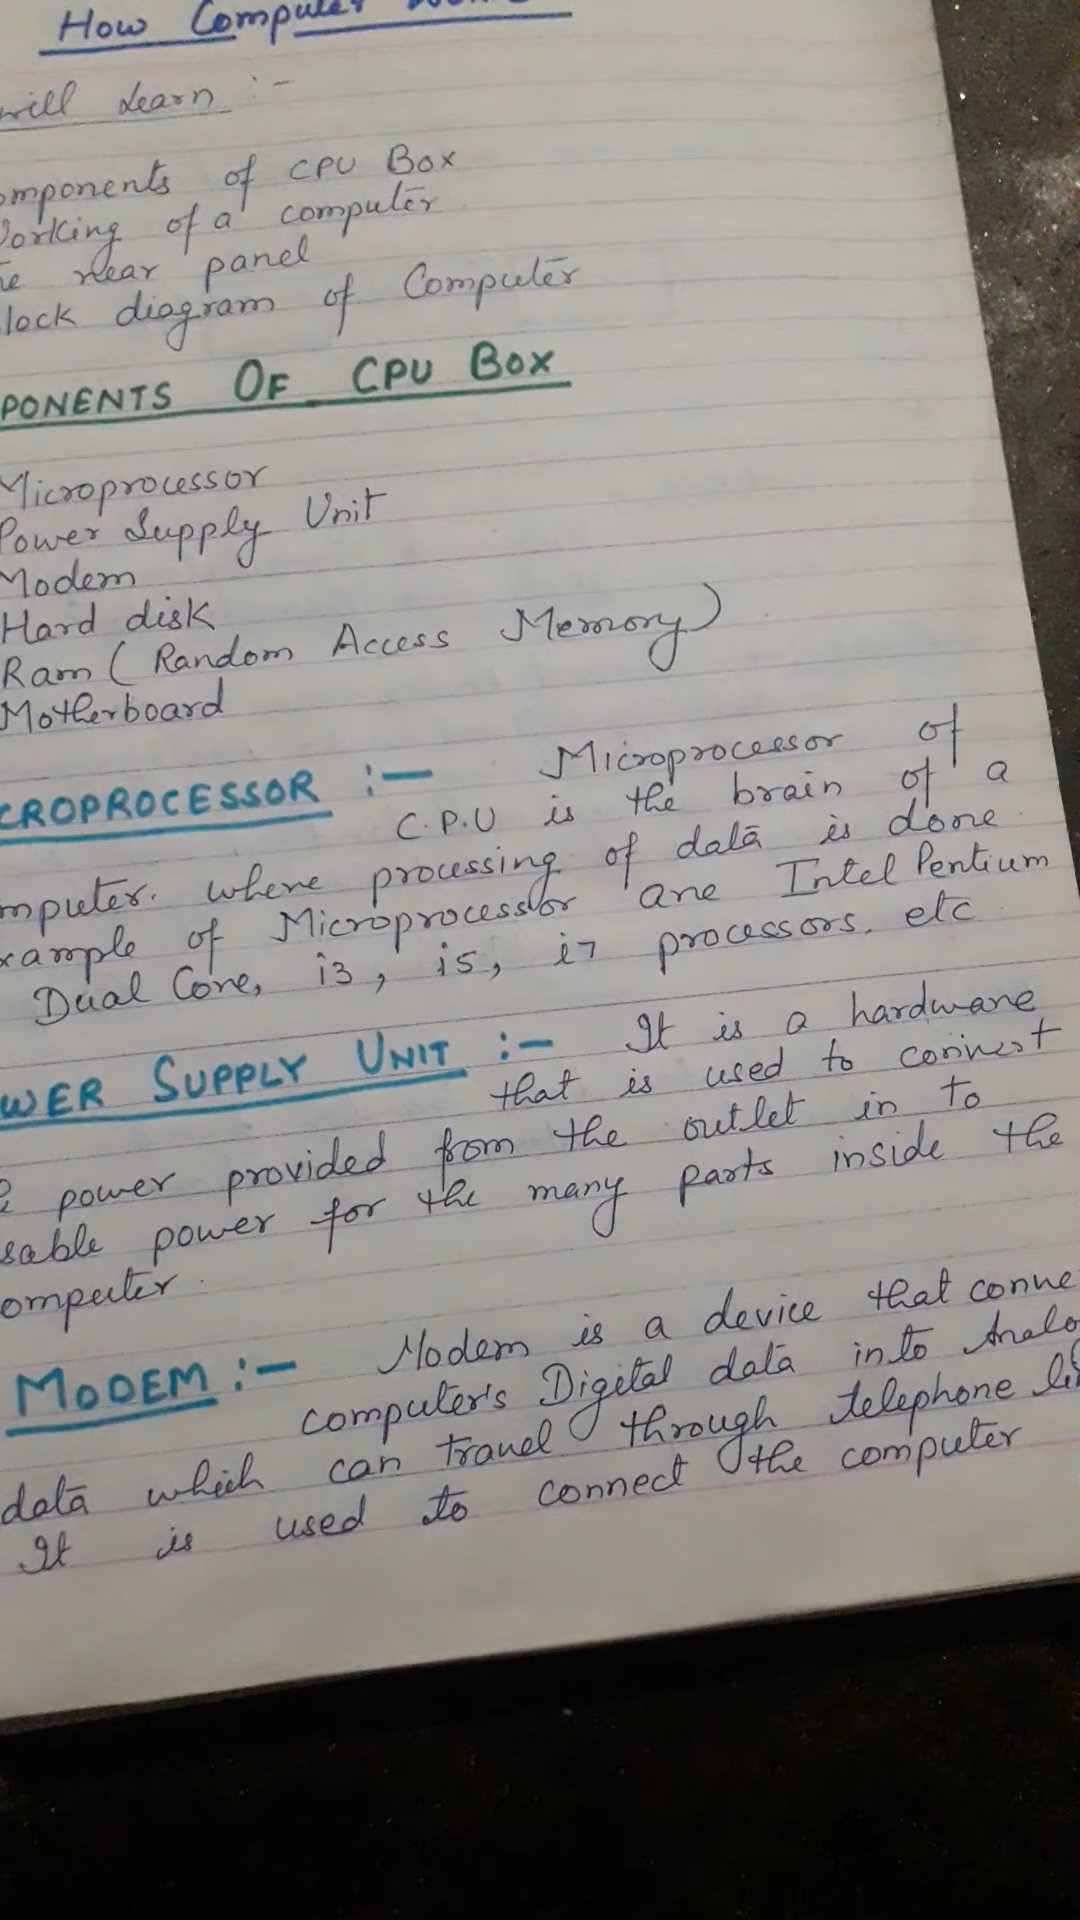 How Computer
will Learn :-
omponents of CPU Box
orking of a computer
e rear panel
lock diagram of Computer
PONENTS OF CPU BOX
Microprocessor
Power Supply Unit
Modem
Hard disk
Ram (Random Access Memory)
Motherboard
CROPROCESSOR :- Microprocessor of
C.P.U is the brain of a
mputer. where processing of data is done.
xample of Microprocessor are Intel Pentium
Dual Core, i3, i5, i7 processors. etc
WER SUPPLY UNIT :- It is a hardware
that is used to connect
power provided from the outlet in to
sable power for the many parts inside the
omputer.
MODEM :- Modem is a device that conve
computer's Digital data into Analo
data which can travel through telephone li
It is used to connect the computer